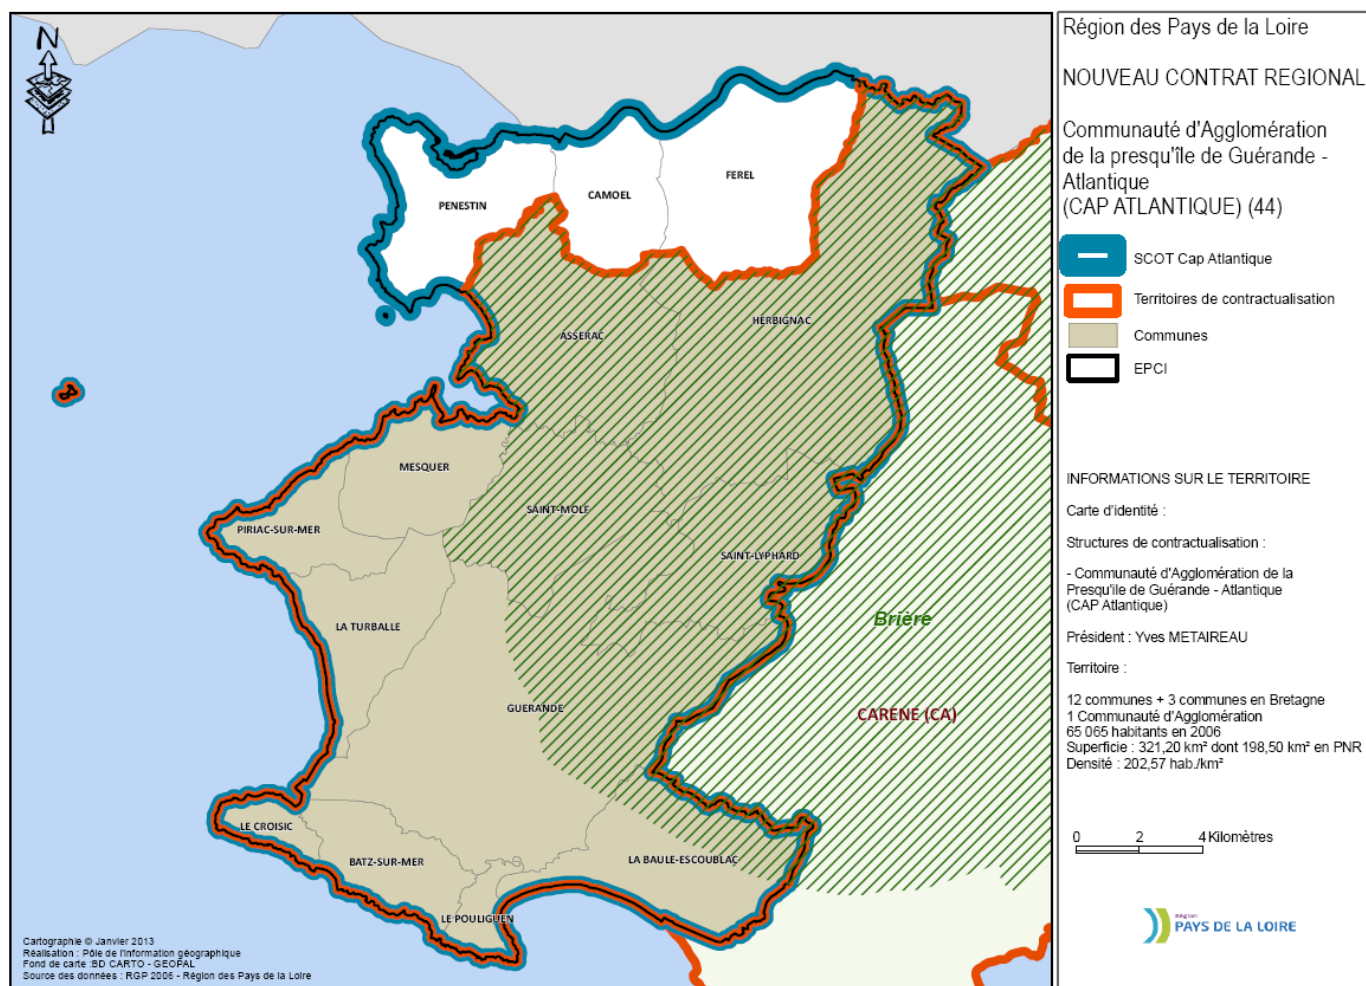 N
PENESTIN
CAMOEL
FEREL
ASSERAC
HERBIGNAC
MESQUER
PIRIAC-SUR-MER
SAINT-MOLF
SAINT-LYPHARD
LA TURBALLE
Brière
GUERANDE
CARENE (CA)
LE CROISIC
BATZ-SUR-MER
LA BAULE-ESCOUBLAC
LE POULIGUEN
Cartographie © Janvier 2013
Réalisation : Pôle de l'information géographique
Fond de carte :BD CARTO - GEOPAL
Source des données : RGP 2006 - Région des Pays de la Loire
Région des Pays de la Loire
NOUVEAU CONTRAT REGIONAL
Communauté d'Agglomération
de la presqu'île de Guérande -
Atlantique
(CAP ATLANTIQUE) (44)
SCOT Cap Atlantique
Territoires de contractualisation
Communes
EPCI
INFORMATIONS SUR LE TERRITOIRE
Carte d'identité :
Structures de contractualisation :
- Communauté d'Agglomération de la
Presqu'ile de Guérande - Atlantique
(CAP Atlantique)
Président : Yves METAIREAU
Territoire :
12 communes + 3 communes en Bretagne
1 Communauté d'Agglomération
65 065 habitants en 2006
Superficie : 321,20 km² dont 198,50 km² en PNR
Densité : 202,57 hab./km²
0 2 4 Kilomètres
Région
PAYS DE LA LOIRE